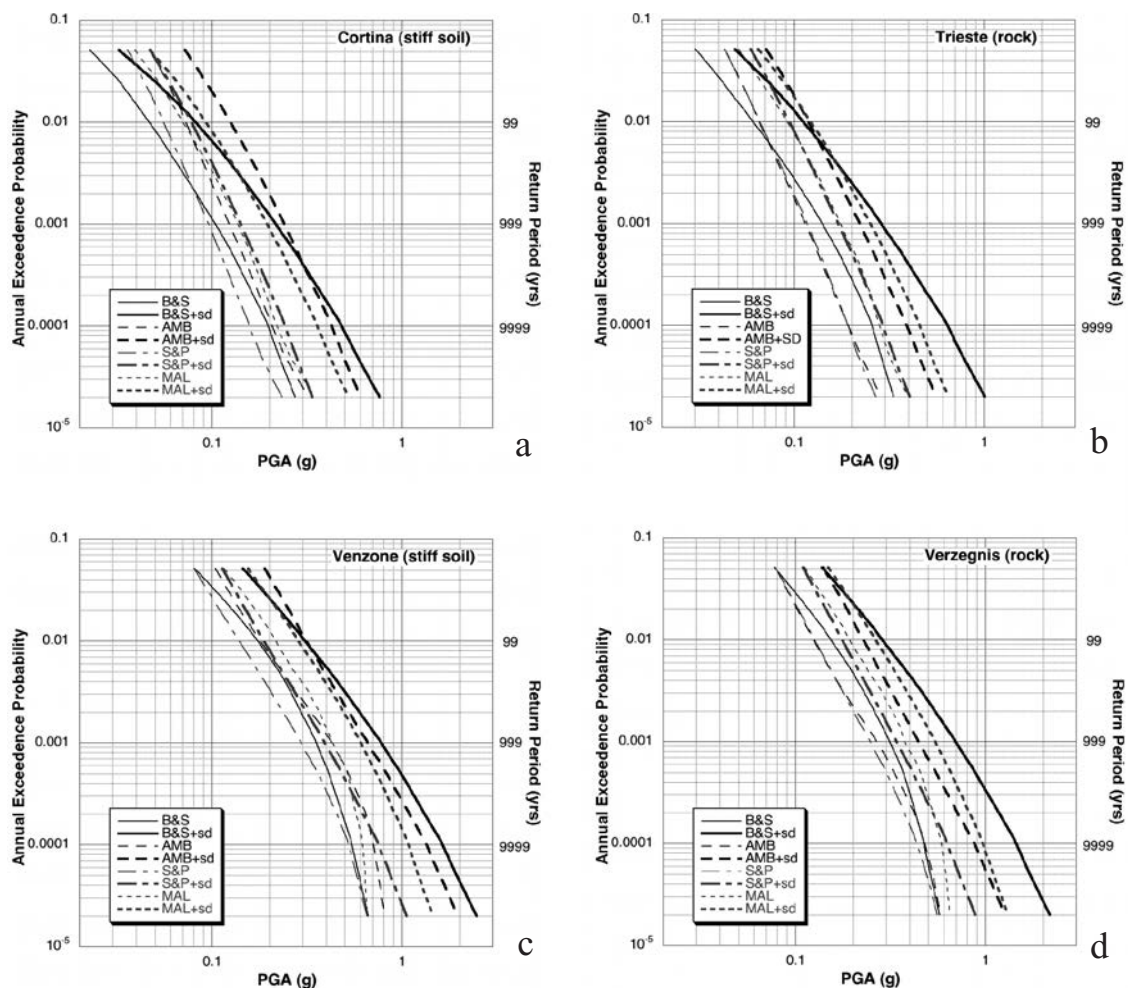 Cortina (stiff soil)
Annual Exceedence Probability
0.1
0.01
0.001
0.0001
10⁻⁵
99
999
9999
Return Period (yrs)
B&S
B&S+sd
AMB
AMB+sd
S&P
S&P+sd
MAL
MAL+sd
0.1
1
PGA (g)
a
Trieste (rock)
Annual Exceedence Probability
0.1
0.01
0.001
0.0001
10⁻⁵
99
999
9999
Return Period (yrs)
B&S
B&S+sd
AMB
AMB+SD
S&P
S&P+sd
MAL
MAL+sd
0.1
1
PGA (g)
b
Venzone (stiff soil)
Annual Exceedence Probability
0.1
0.01
0.001
0.0001
10⁻⁵
99
999
9999
Return Period (yrs)
B&S
B&S+sd
AMB
AMB+sd
S&P
S&P+sd
MAL
MAL+sd
0.1
1
PGA (g)
c
Verzegnis (rock)
Annual Exceedence Probability
0.1
0.01
0.001
0.0001
10⁻⁵
99
999
9999
Return Period (yrs)
B&S
B&S+sd
AMB
AMB+sd
S&P
S&P+sd
MAL
MAL+sd
0.1
1
PGA (g)
d